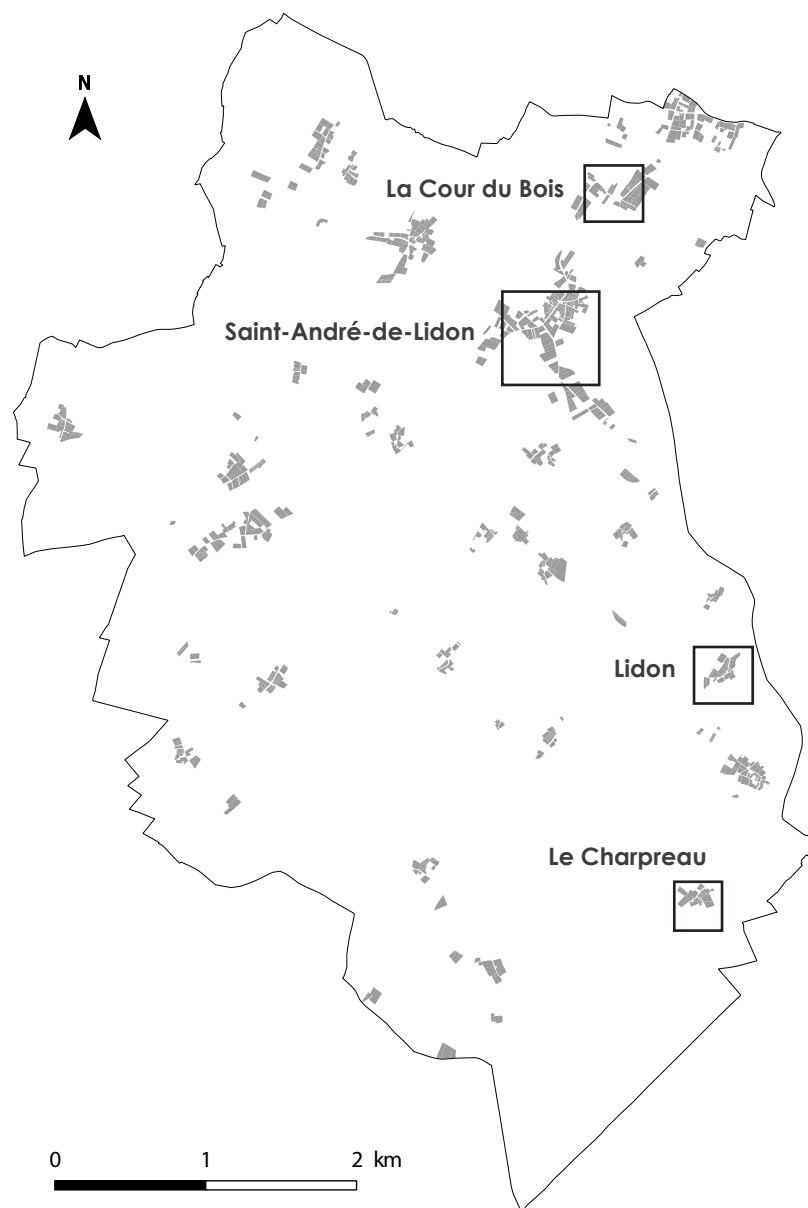 N
La Cour du Bois
Saint-André-de-Lidon
Lidon
Le Charpreau
0 1 2 km